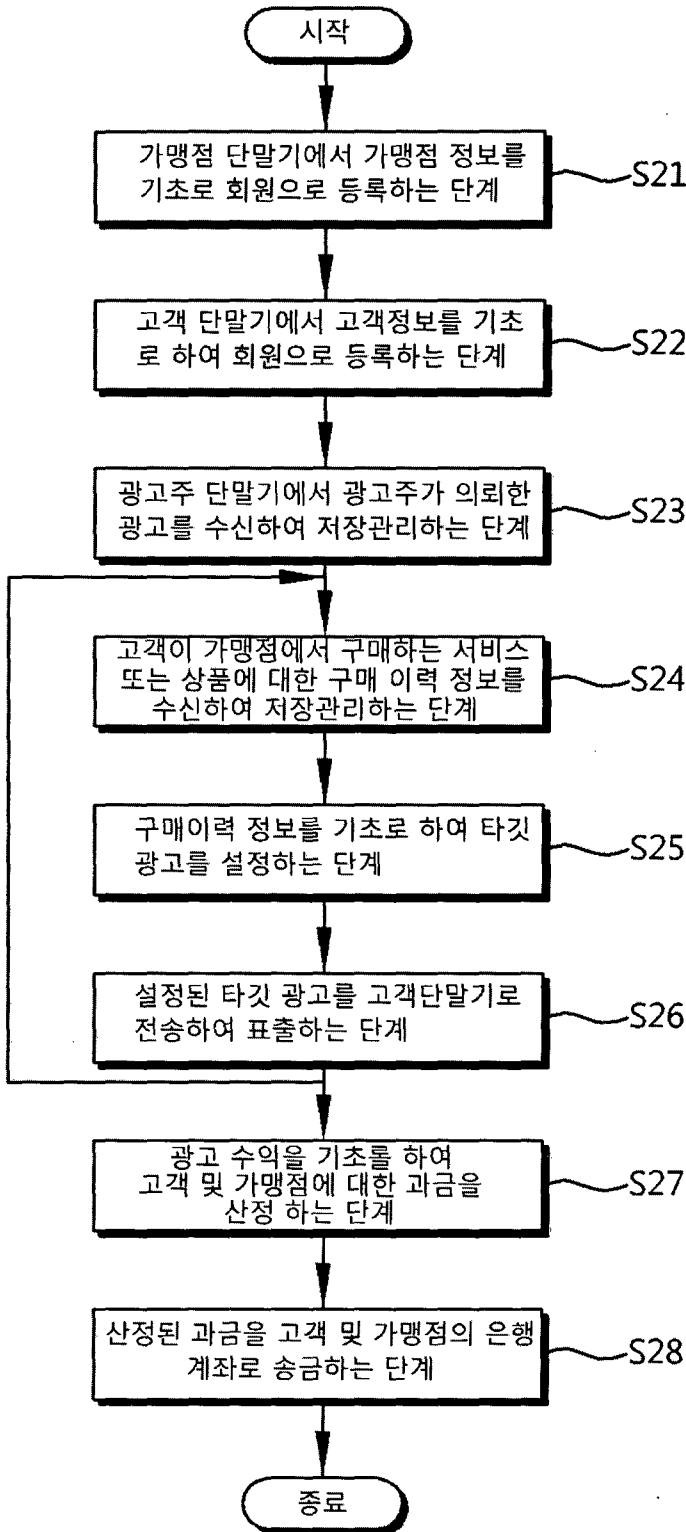 시작
가맹점 단말기에서 가맹점 정보를
기초로 회원으로 등록하는 단계
S21
고객 단말기에서 고객정보를 기초
로 하여 회원으로 등록하는 단계
S22
광고주 단말기에서 광고주가 의뢰한
광고를 수신하여 저장관리하는 단계
S23
고객이 가맹점에서 구매하는 서비스
또는 상품에 대한 구매 이력 정보를
수신하여 저장관리하는 단계
S24
구매이력 정보를 기초로 하여 타깃
광고를 설정하는 단계
S25
설정된 타깃 광고를 고객단말기로
전송하여 표출하는 단계
S26
광고 수익을 기초롤 하여
고객 및 가맹점에 대한 과금을
산정 하는 단계
S27
산정된 과금을 고객 및 가맹점의 은행
계좌로 송금하는 단계
S28
종료